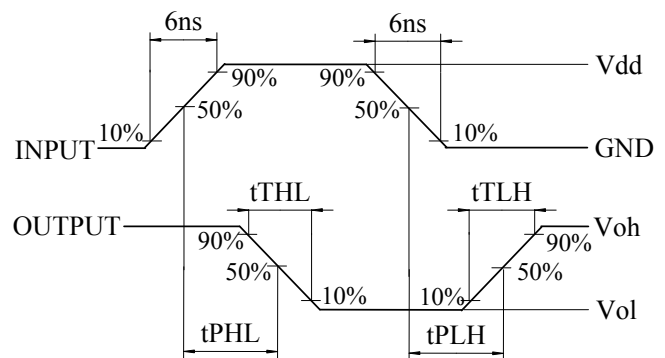 6ns
6ns
90%
90%
Vdd
50%
50%
10%
10%
INPUT
GND
tTHL
tTLH
OUTPUT
Voh
90%
90%
50%
50%
10%
10%
Vol
tPHL
tPLH